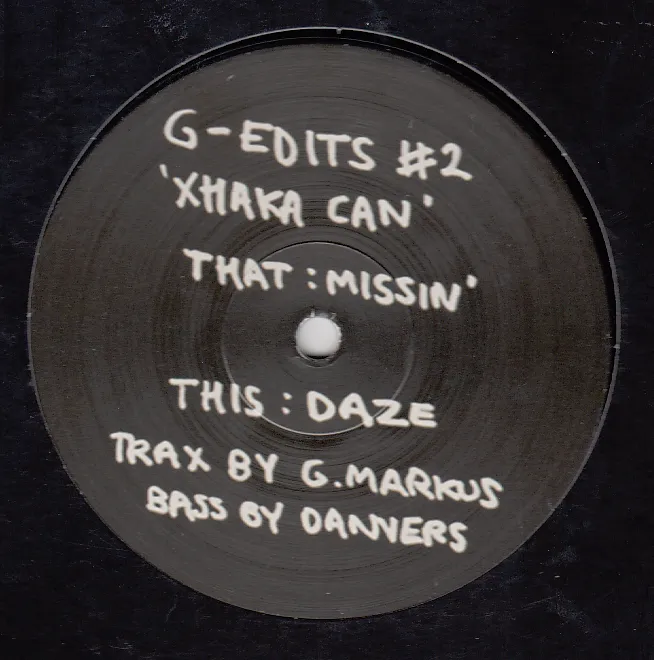 G-EDITS #2
'XHAKA CAN'
THAT : MISSIN'
THIS : DAZE
TRAX BY G.MARKUS
BASS BY DANVERS